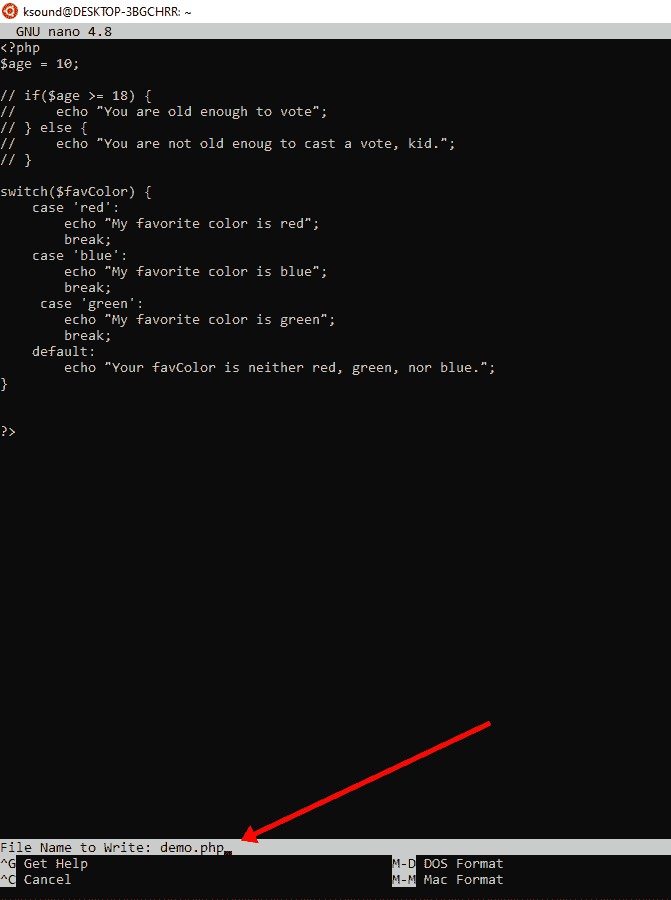 ksound@DESKTOP-3BGCHRR: ~
GNU nano 4.8
<?php
$age = 10;

// if($age >= 18) {
//     echo "You are old enough to vote";
// } else {
//     echo "You are not old enoug to cast a vote, kid.";
// }

switch($favColor) {
    case 'red':
        echo "My favorite color is red";
        break;
    case 'blue':
        echo "My favorite color is blue";
        break;
     case 'green':
        echo "My favorite color is green";
        break;
    default:
        echo "Your favColor is neither red, green, nor blue.";
}

?>
File Name to Write: demo.php
^G Get Help M-D DOS Format
^C Cancel M-M Mac Format